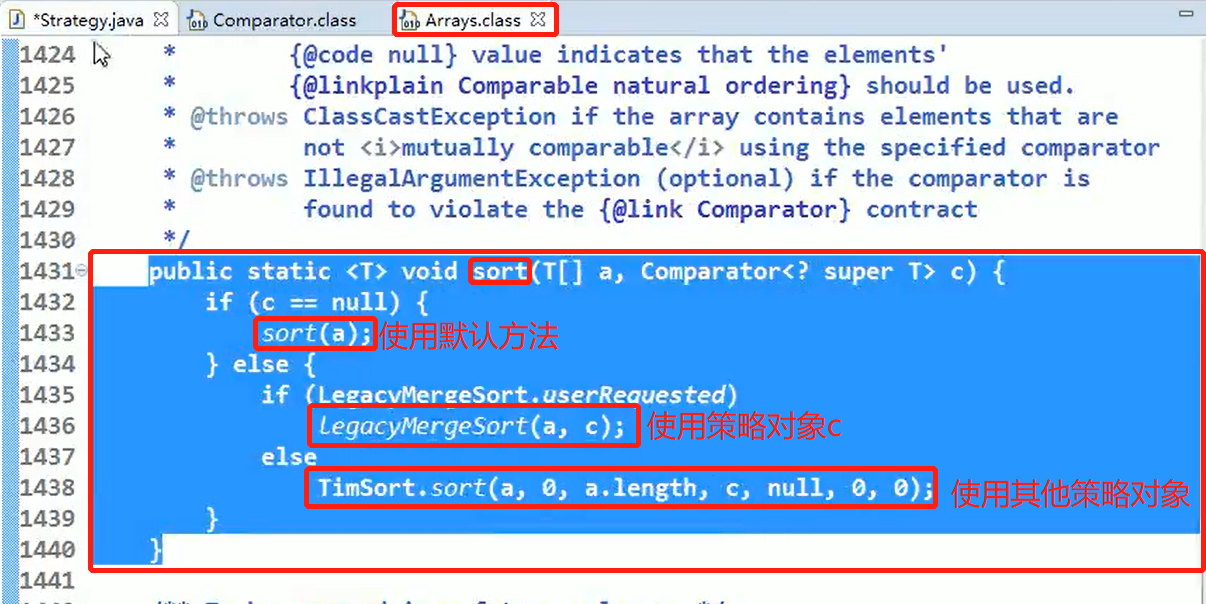 *Strategy.java Comparator.class Arrays.class
1424 * {@code null} value indicates that the elements'
1425 * {@linkplain Comparable natural ordering} should be used.
1426 * @throws ClassCastException if the array contains elements that are
1427 * not <i>mutually comparable</i> using the specified comparator
1428 * @throws IllegalArgumentException (optional) if the comparator is
1429 * found to violate the {@link Comparator} contract
1430 */
1431 public static <T> void sort(T[] a, Comparator<? super T> c) {
1432 if (c == null) {
1433 sort(a); 使用默认方法
1434 } else {
1435 if (LegacyMergeSort.userRequested)
1436 legacyMergeSort(a, c); 使用策略对象c
1437 else
1438 TimSort.sort(a, 0, a.length, c, null, 0, 0); 使用其他策略对象
1439 }
1440 }
1441